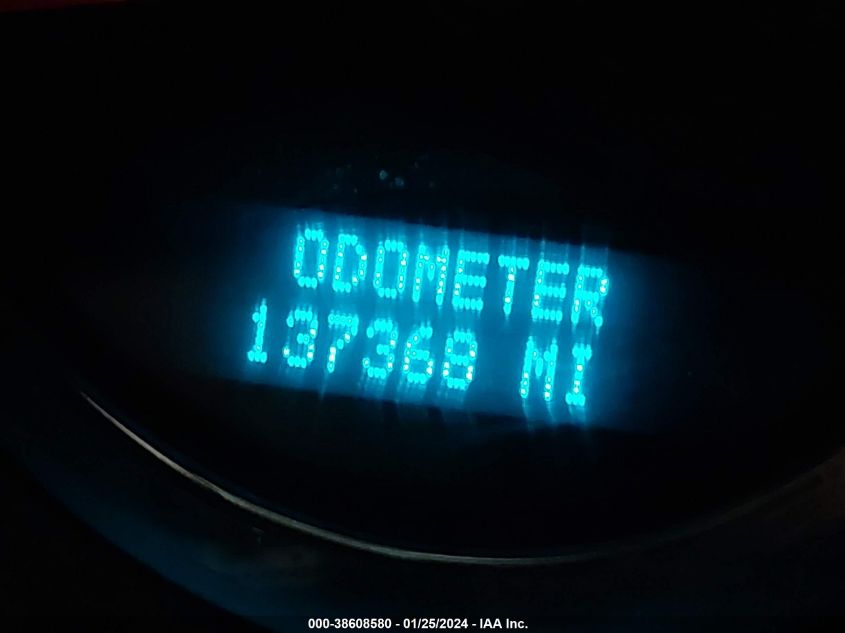 ODOMETER
137368 MI
000-38608580 - 01/25/2024 - IAA Inc.